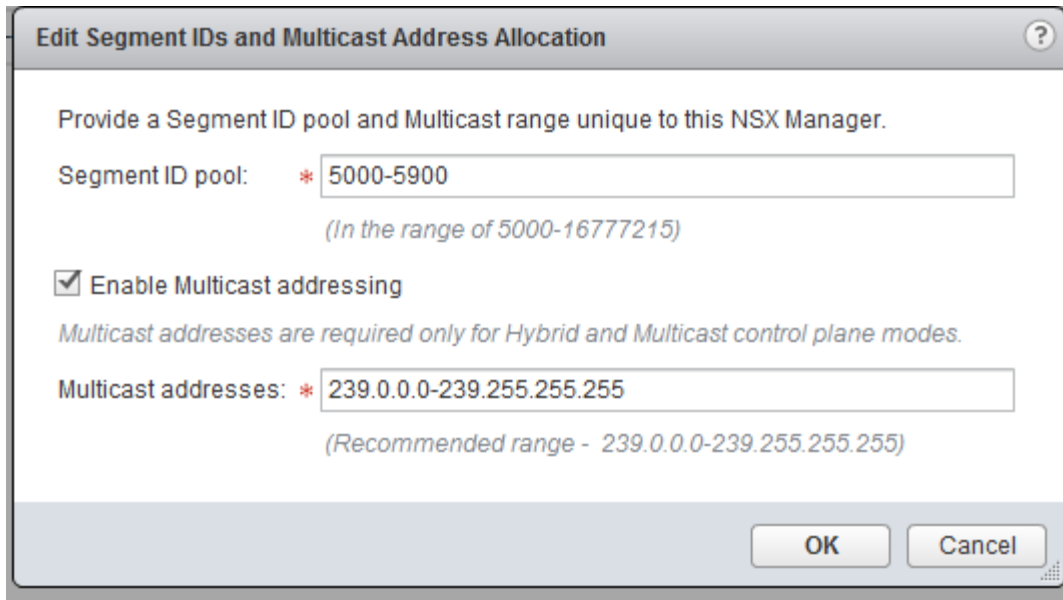 Edit Segment IDs and Multicast Address Allocation ?
Provide a Segment ID pool and Multicast range unique to this NSX Manager.
Segment ID pool: * 5000-5900
(In the range of 5000-16777215)
Enable Multicast addressing
Multicast addresses are required only for Hybrid and Multicast control plane modes.
Multicast addresses: * 239.0.0.0-239.255.255.255
(Recommended range - 239.0.0.0-239.255.255.255)
OK Cancel